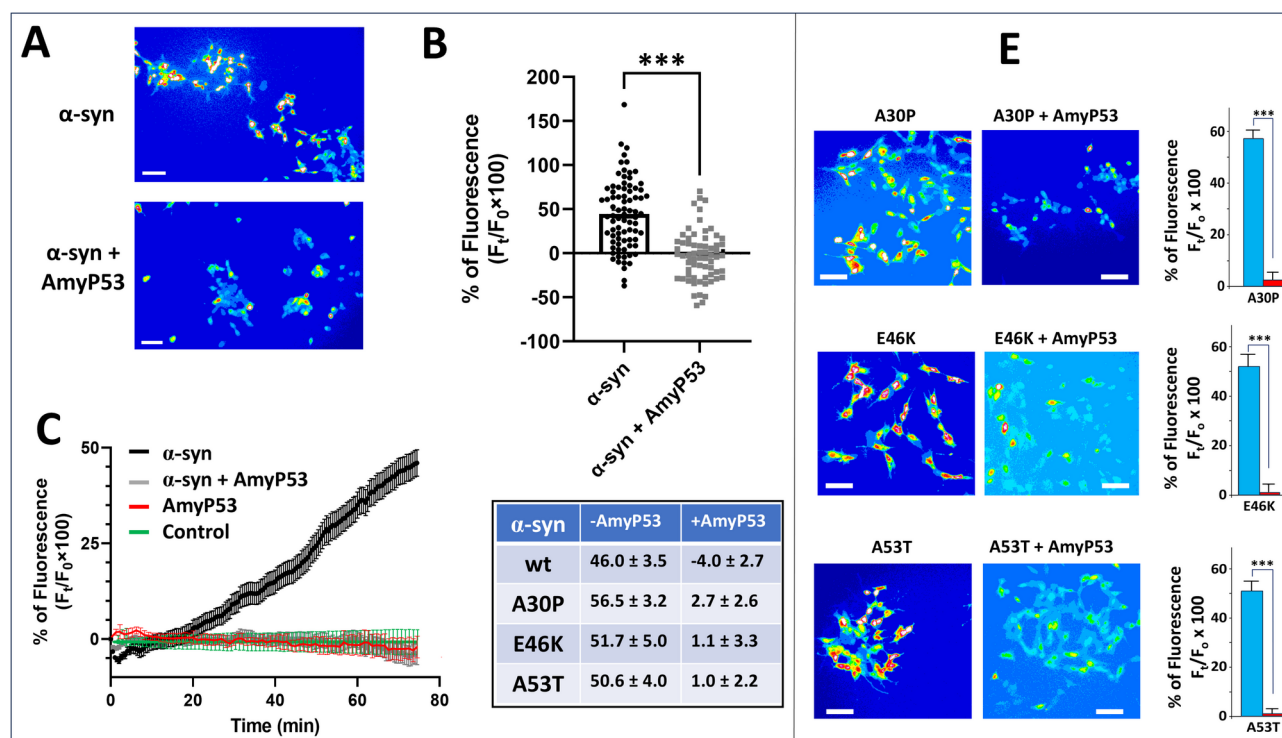 A
α-syn
α-syn +
AmyP53
B
***
% of Fluorescence
(Ft/F0×100)
200
150
100
50
0
-50
-100
α-syn
α-syn + AmyP53
C
% of Fluorescence
(Ft/F0×100)
50
25
0
α-syn
α-syn + AmyP53
AmyP53
Control
0
20
40
60
80
Time (min)
α-syn -AmyP53 +AmyP53
wt 46.0 ± 3.5 -4.0 ± 2.7
A30P 56.5 ± 3.2 2.7 ± 2.6
E46K 51.7 ± 5.0 1.1 ± 3.3
A53T 50.6 ± 4.0 1.0 ± 2.2
E
A30P
A30P + AmyP53
% of Fluorescence
Ft/Fo x 100
***
60
40
20
0
A30P
E46K
E46K + AmyP53
% of Fluorescence
Ft/Fo x 100
***
60
40
20
0
E46K
A53T
A53T + AmyP53
% of Fluorescence
Ft/Fo x 100
***
60
40
20
0
A53T